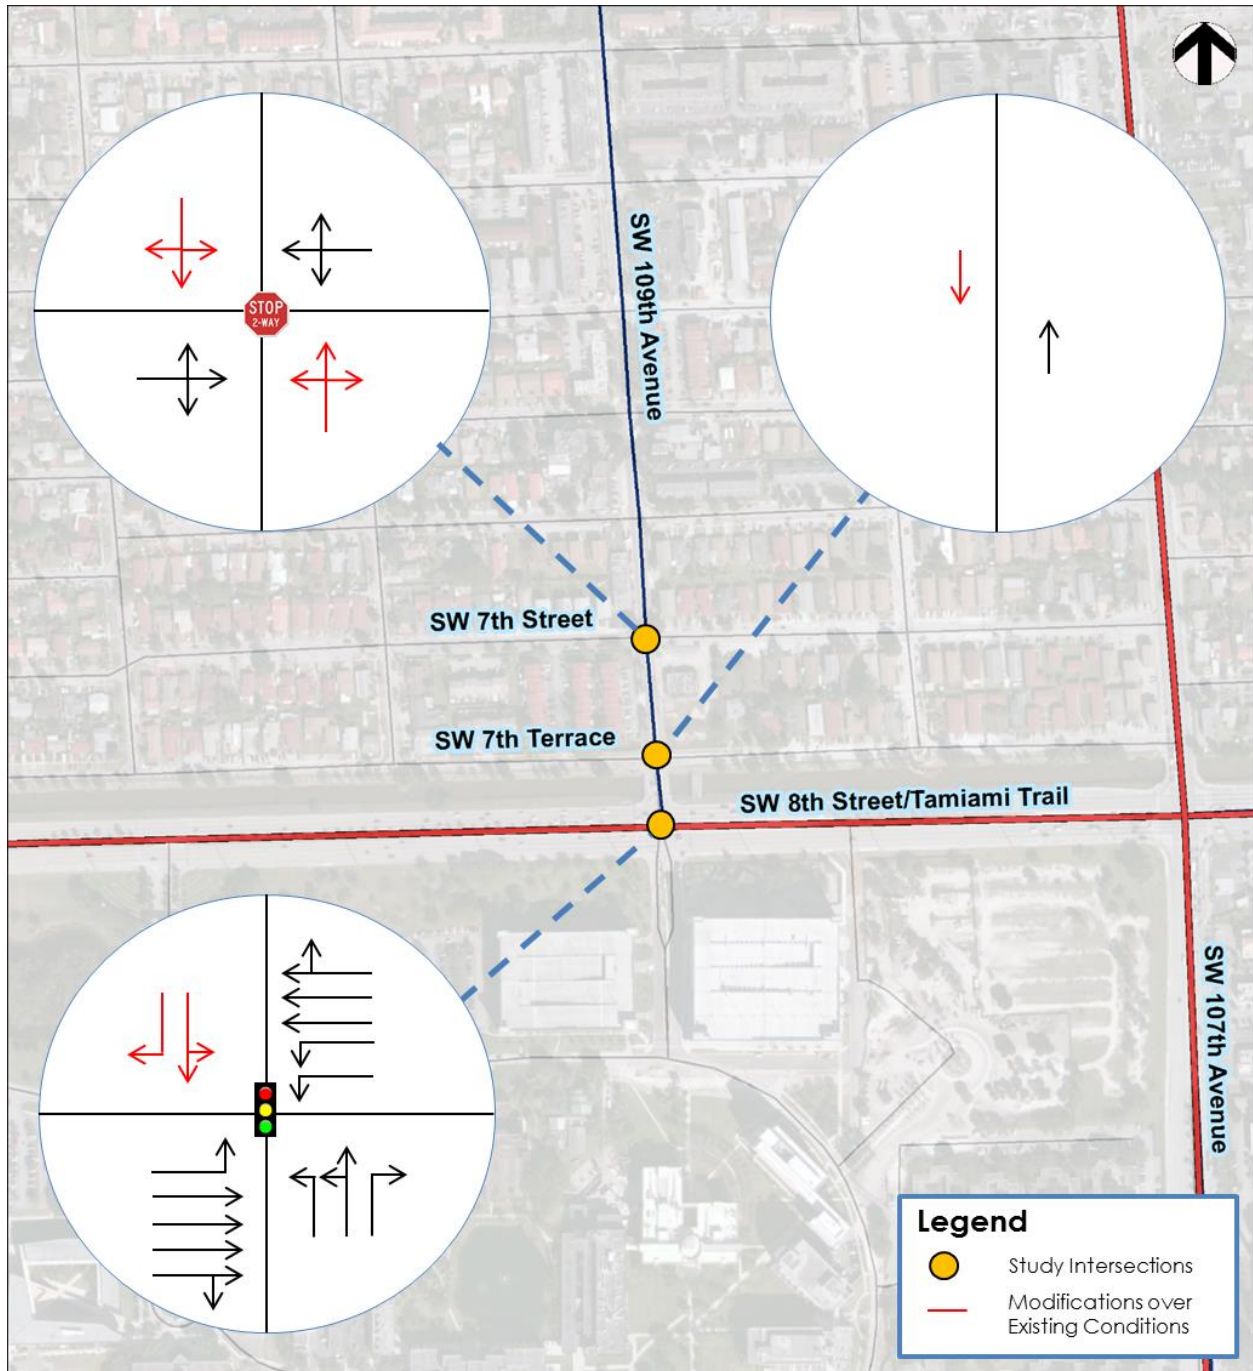 STOP
2-WAY
SW 109th Avenue
SW 7th Street
SW 7th Terrace
SW 8th Street/Tamiami Trail
SW 107th Avenue
Legend
Study Intersections
Modifications over
Existing Conditions